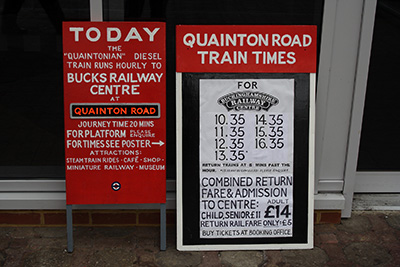 TODAY
THE
"QUAINTONIAN" DIESEL
TRAIN RUNS HOURLY TO
BUCKS RAILWAY
CENTRE
AT
QUAINTON ROAD
JOURNEY TIME 20 MINS
FOR PLATFORM PLEASE ENQUIRE
FOR TIMES SEE POSTER →
ATTRACTIONS:
STEAM TRAIN RIDES · CAFÉ · SHOP ·
MINIATURE RAILWAY · MUSEUM
QUAINTON ROAD
TRAIN TIMES
FOR
BUCKINGHAMSHIRE
RAILWAY
CENTRE
10.35 14.35
11.35 15.35
12.35 16.35
13.35
RETURN TRAINS AT MINS PAST THE
HOUR.
COMBINED RETURN
FARE & ADMISSION
TO CENTRE: ADULT
CHILD, SENIOR £11 £14
RETURN RAIL FARE ONLY: £5
BUY TICKETS AT BOOKING OFFICE